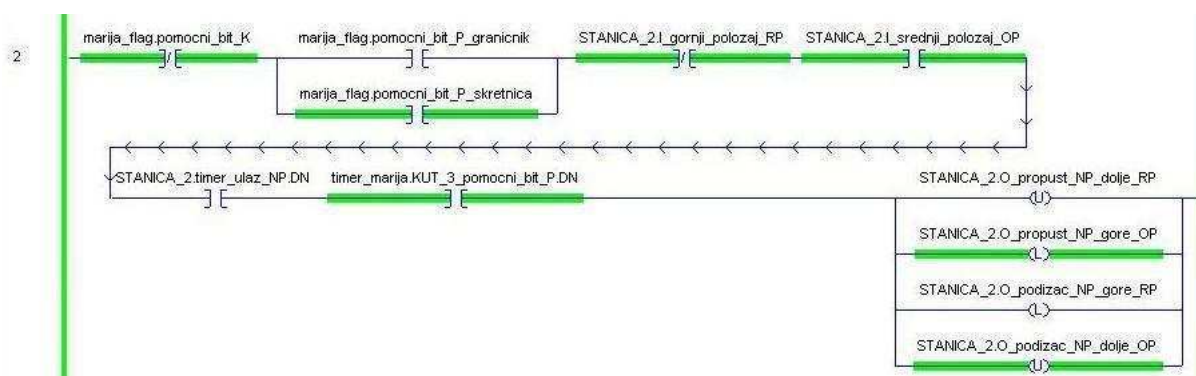 marija_flag.pomocni_bit_K marija_flag.pomocni_bit_P_granicnik STANICA_2.I_gornji_polozaj_RP STANICA_2.I_srednji_polozaj_OP
2
marija_flag.pomocni_bit_P_skretnica
STANICA_2.timer_ulaz_NP.DN timer_marija.KUT_3_pomocni_bit_P.DN STANICA_2.O_propust_NP_dolje_RP
U
STANICA_2.O_propust_NP_gore_OP
L
STANICA_2.O_podizac_NP_gore_RP
L
STANICA_2.O_podizac_NP_dolje_OP
U